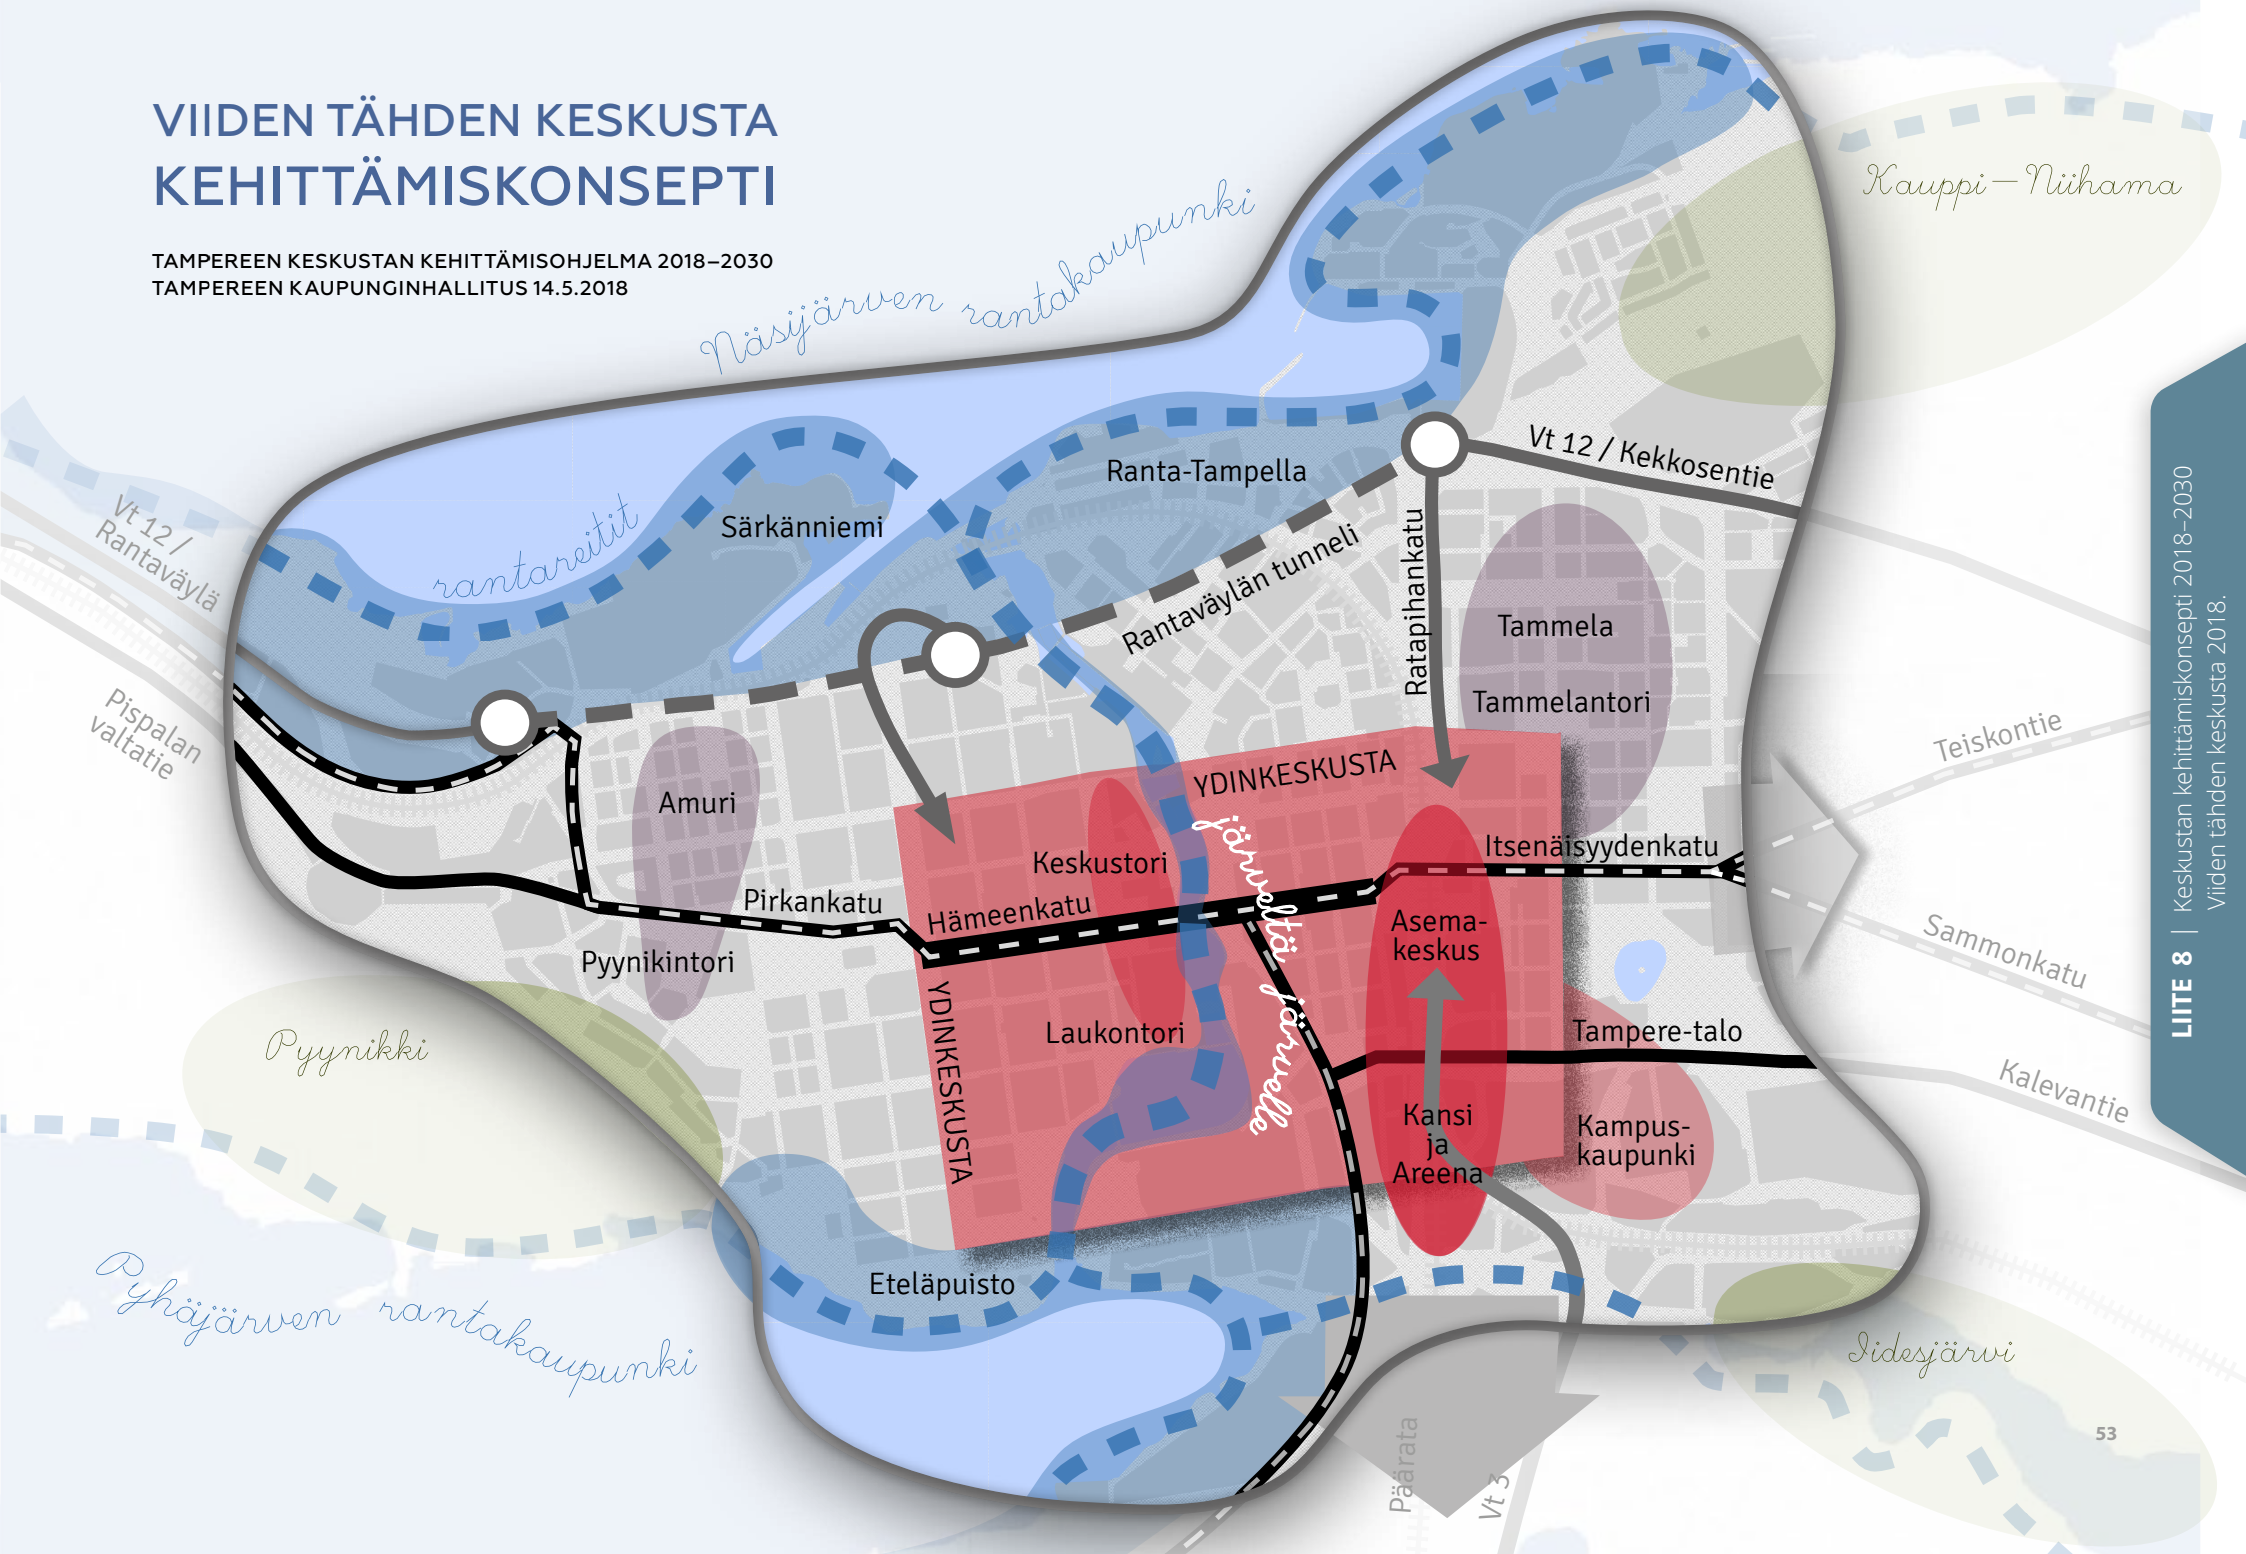 VIIDEN TÄHDEN KESKUSTA
KEHITTÄMISKONSEPTI
TAMPEREEN KESKUSTAN KEHITTÄMISOHJELMA 2018–2030
TAMPEREEN KAUPUNGINHALLITUS 14.5.2018
Näsijärven rantakaupunki
Kauppi – Niihama
Vt 12 / Kekkosentie
Ranta-Tampella
Särkänniemi
rantareitit
Vt 12 /
Rantaväylä
Rantaväylän tunneli
Ratapihankatu
Tammela
Tammelantori
Pispalan
valtatie
Teiskontie
YDINKESKUSTA
Amuri
Keskustori
Itsenäisyydenkatu
järveltä järvelle
Pirkankatu
Hämeenkatu
Asema-
keskus
Sammonkatu
Pyynikintori
YDINKESKUSTA
Laukontori
Tampere-talo
Pyynikki
Kalevantie
Kansi
ja
Areena
Kampus-
kaupunki
Eteläpuisto
Pyhäjärven rantakaupunki
Iidesjärvi
Päärata
Vt 3
LIITE 8 | Keskustan kehittämiskonsepti 2018–2030
Viiden tähden keskusta 2018.
53